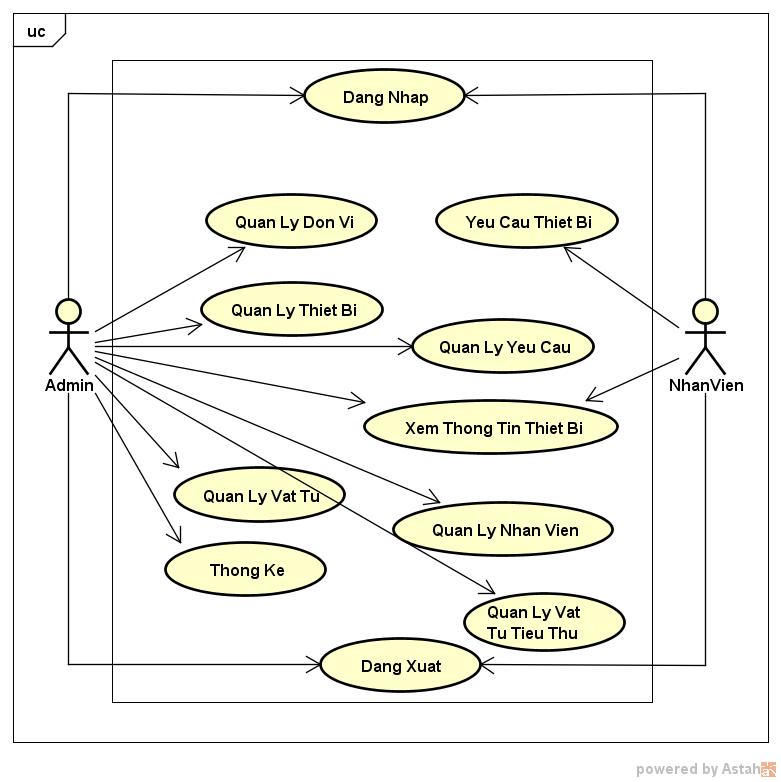 uc
Dang Nhap
Quan Ly Don Vi
Yeu Cau Thiet Bi
Quan Ly Thiet Bi
Quan Ly Yeu Cau
Admin
NhanVien
Xem Thong Tin Thiet Bi
Quan Ly Vat Tu
Quan Ly Nhan Vien
Thong Ke
Quan Ly Vat
Tu Tieu Thu
Dang Xuat
powered by Astah